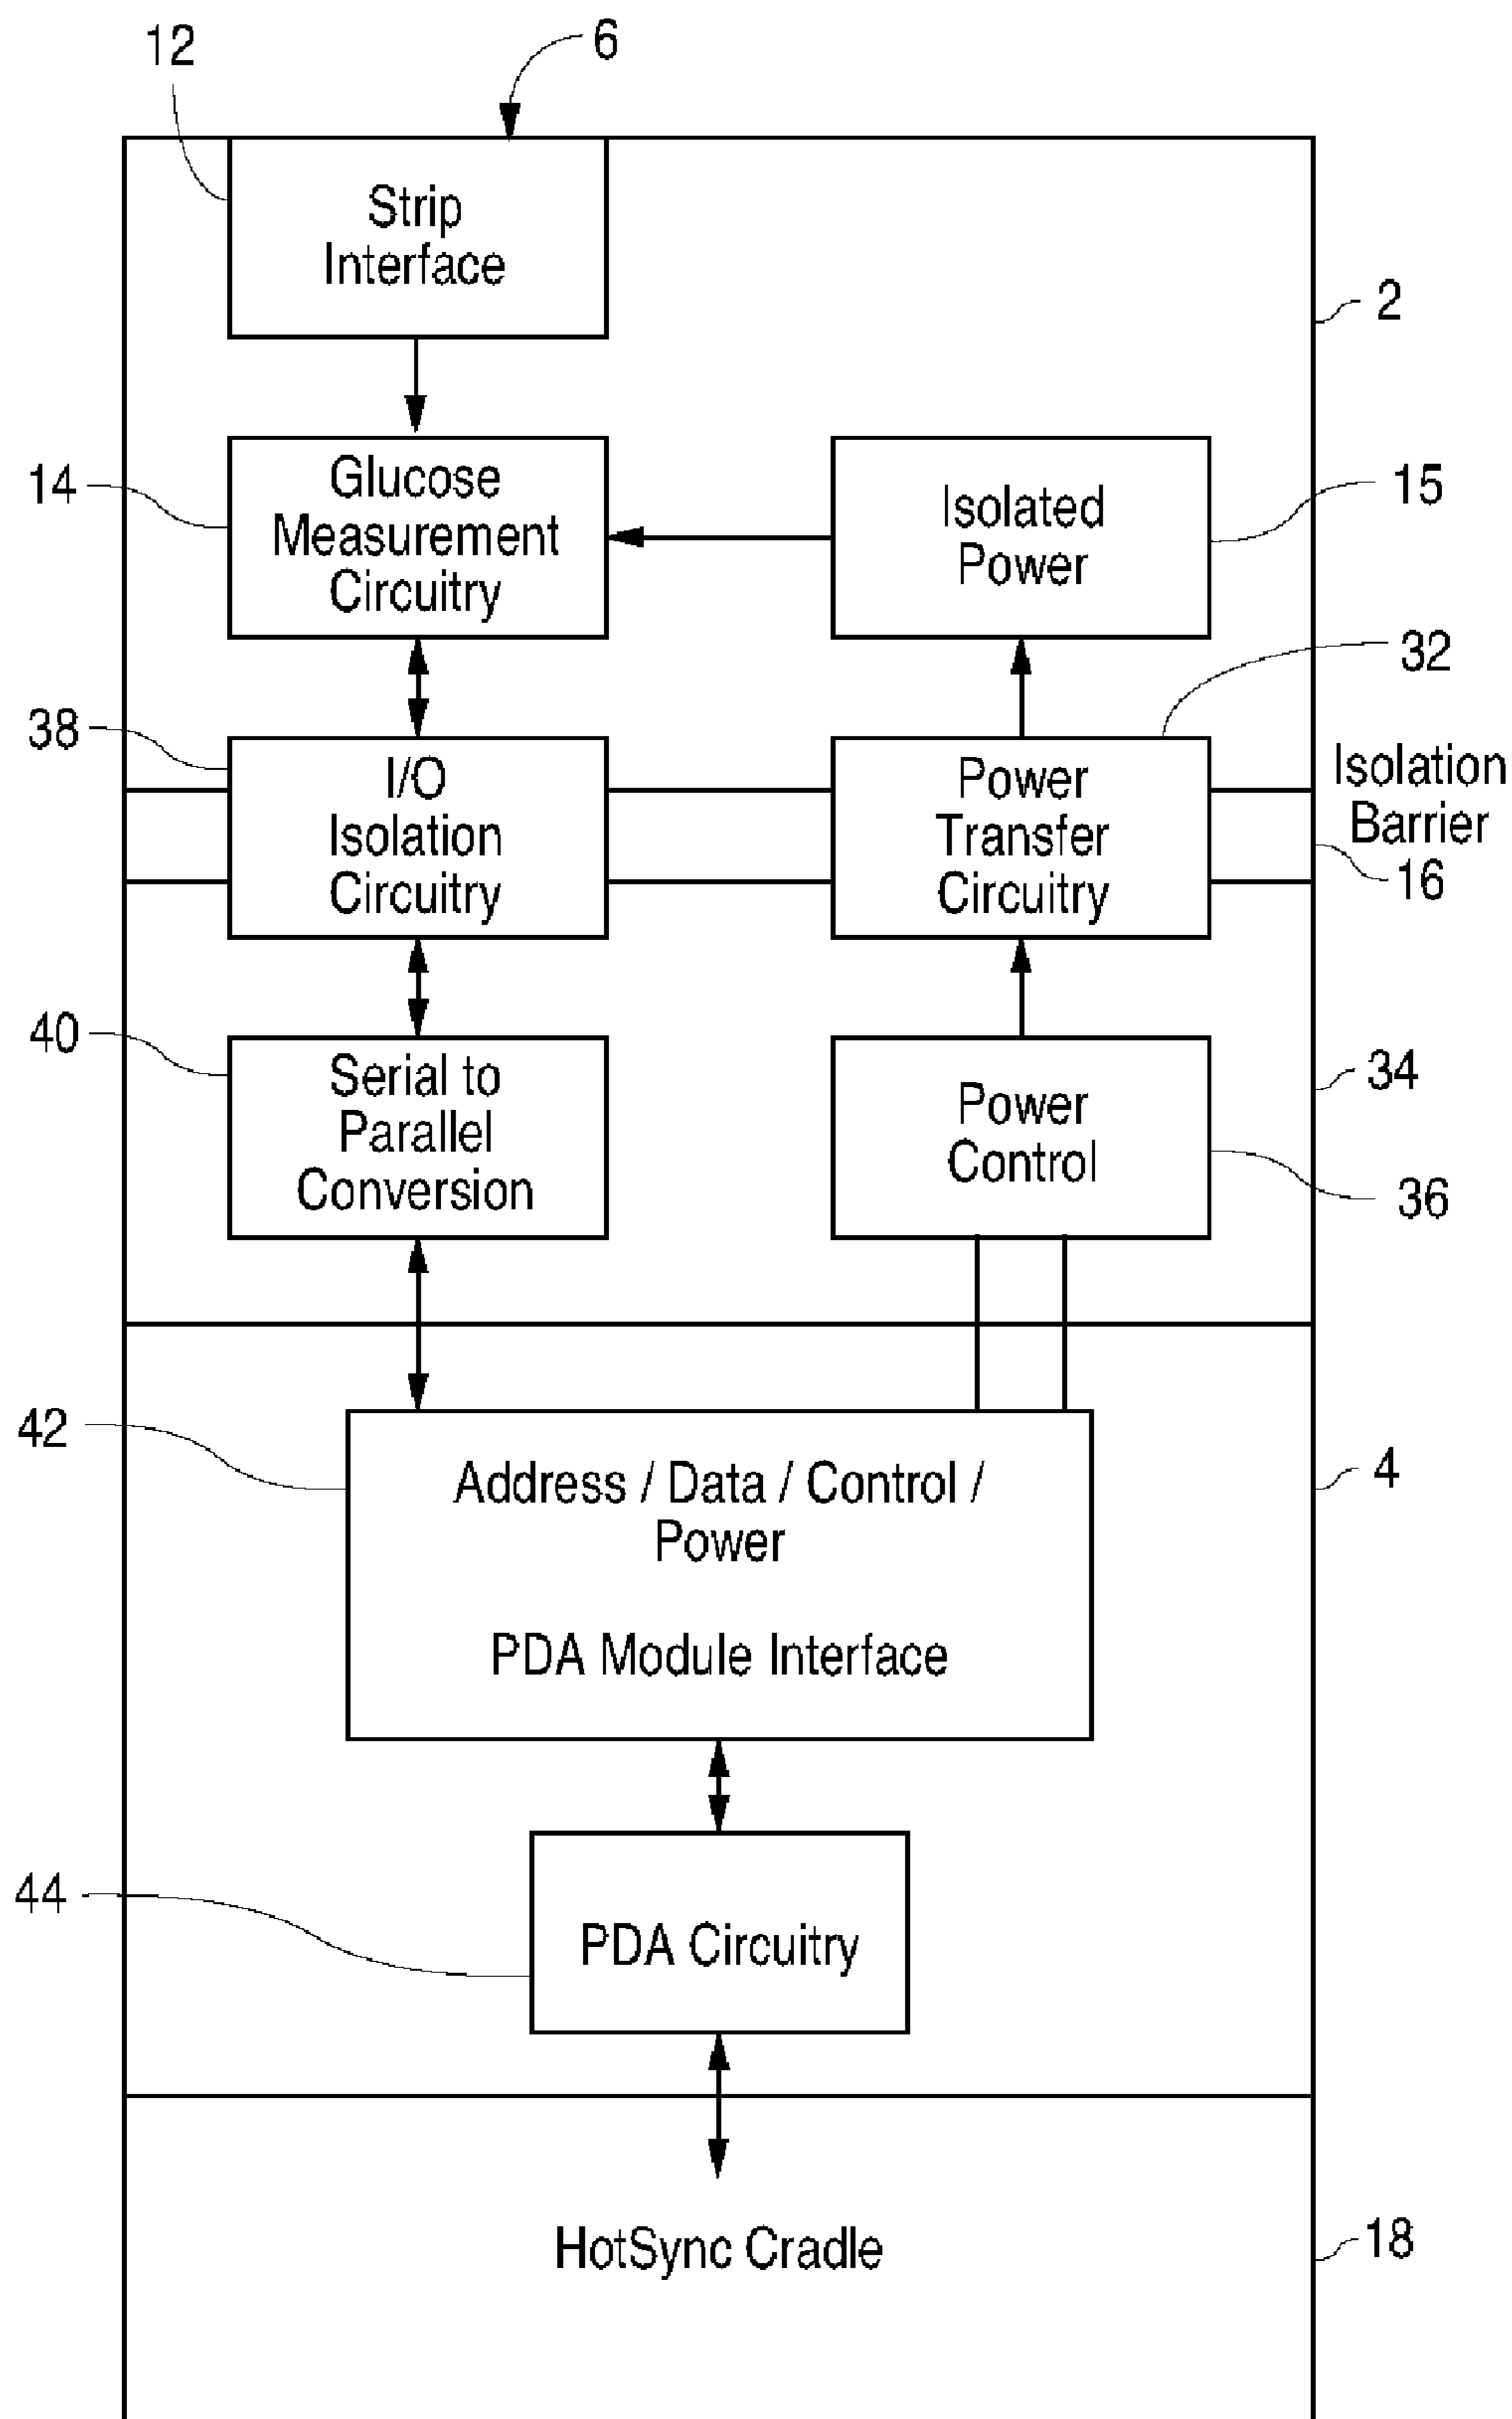 12
6
Strip
Interface
2
14
Glucose
Measurement
Circuitry
Isolated
Power
15
32
38
I/O
Isolation
Circuitry
Power
Transfer
Circuitry
Isolation
Barrier
16
40
Serial to
Parallel
Conversion
Power
Control
34
36
42
Address / Data / Control /
Power
PDA Module Interface
4
44
PDA Circuitry
HotSync Cradle
18